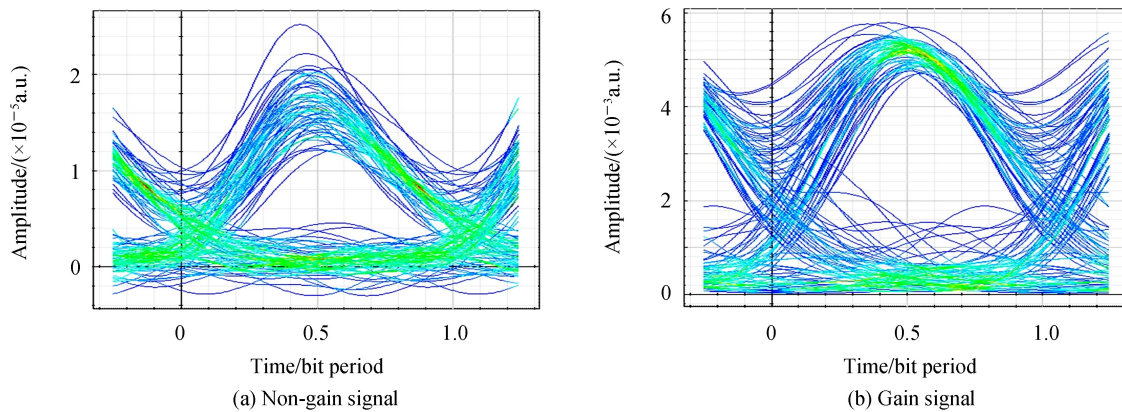 2
1
0
0
0.5
1.0
Amplitude/(×10⁻⁵a.u.)
Time/bit period
(a) Non-gain signal
6
4
2
0
0
0.5
1.0
Amplitude/(×10⁻³a.u.)
Time/bit period
(b) Gain signal